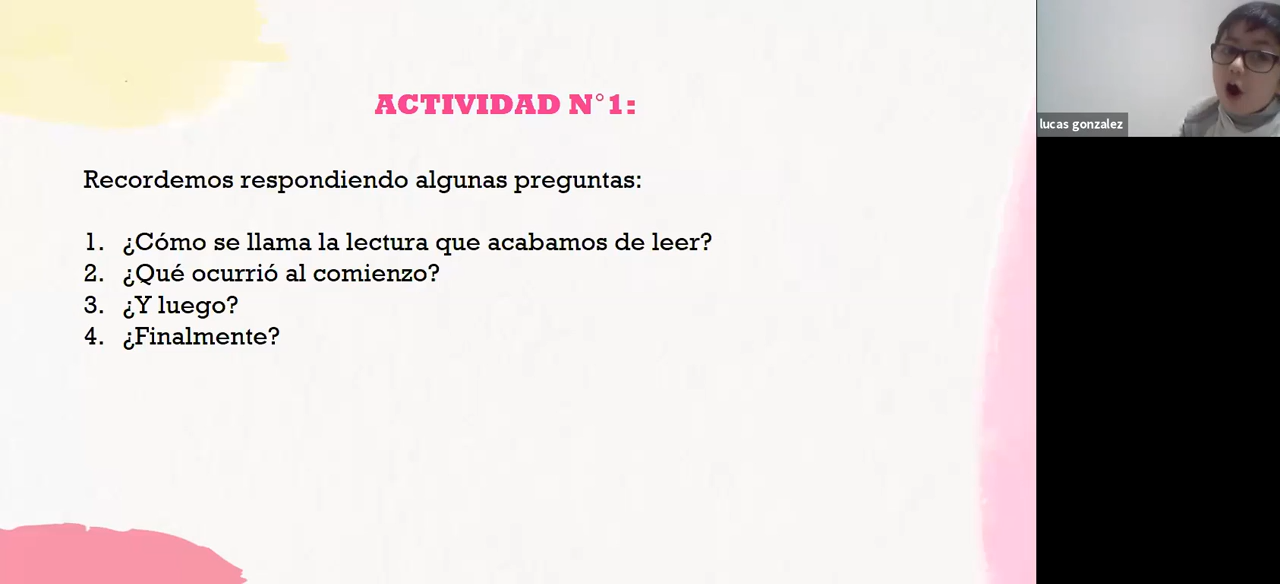 ACTIVIDAD N°1:
Recordemos respondiendo algunas preguntas:
1. ¿Cómo se llama la lectura que acabamos de leer?
2. ¿Qué ocurrió al comienzo?
3. ¿Y luego?
4. ¿Finalmente?
lucas gonzalez